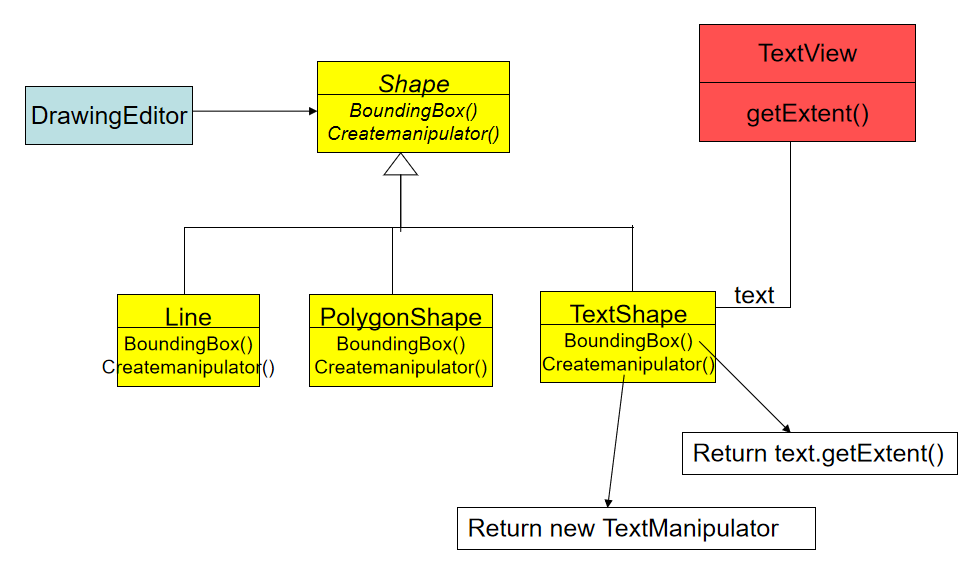 TextView
getExtent()
Shape
BoundingBox()
Createmanipulator()
DrawingEditor
text
Line
BoundingBox()
Createmanipulator()
PolygonShape
BoundingBox()
Createmanipulator()
TextShape
BoundingBox()
Createmanipulator()
Return text.getExtent()
Return new TextManipulator